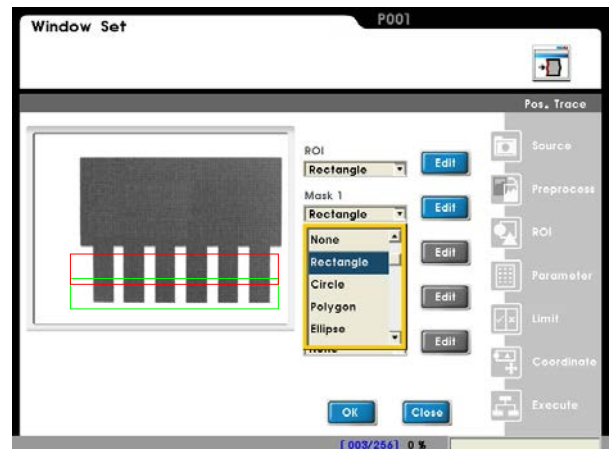 Window Set
P001
Pos. Trace
ROI
Rectangle
Edit
Mask 1
Rectangle
Edit
None
Rectangle
Circle
Polygon
Ellipse
Edit
Edit
Edit
Source
Preprocess
ROI
Parameter
Limit
Coordinate
Execute
OK
Close
[003/256] 0 %